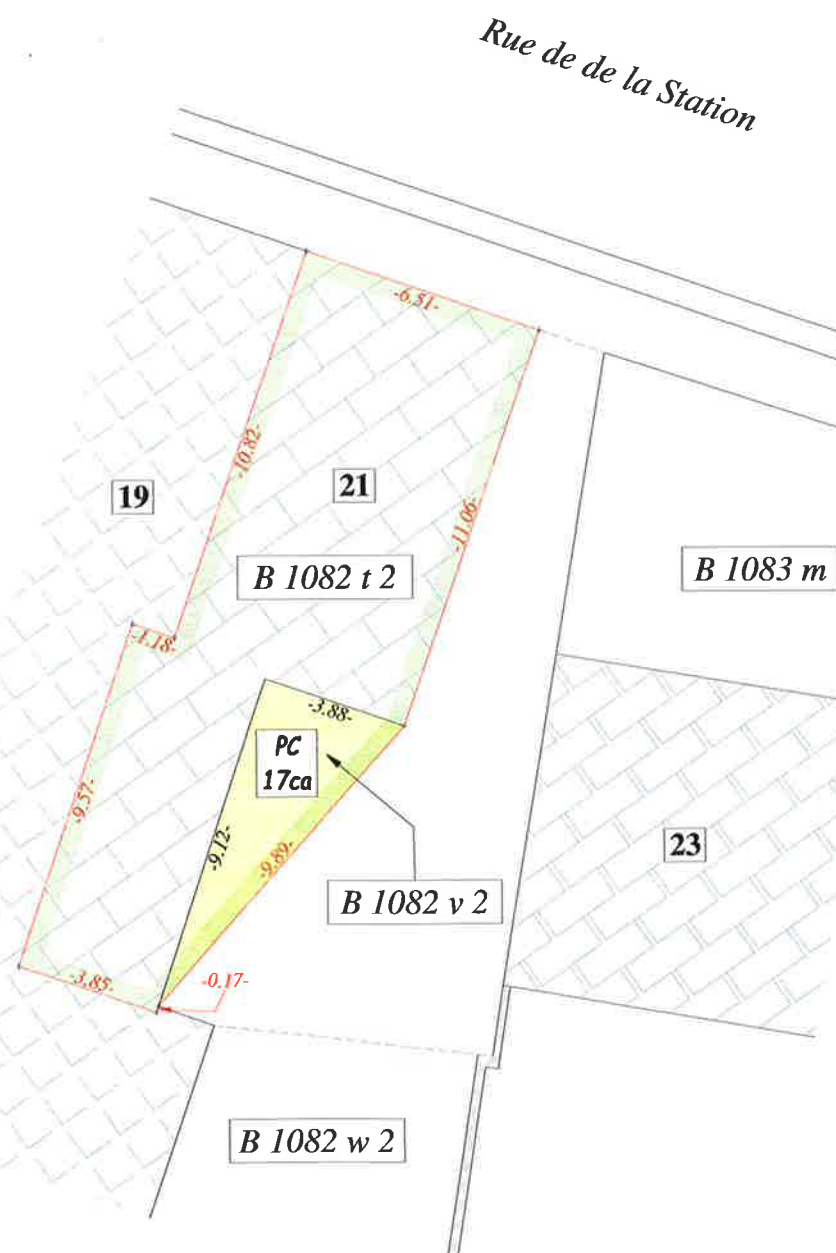 Rue de de la Station
-6.51-
-10.82-
19
21
-11.06-
B 1082 t 2
B 1083 m
-1.18-
-3.88-
PC
17ca
-9.57-
-9.12-
-9.89-
23
B 1082 v 2
-3.85-
-0.17-
B 1082 w 2